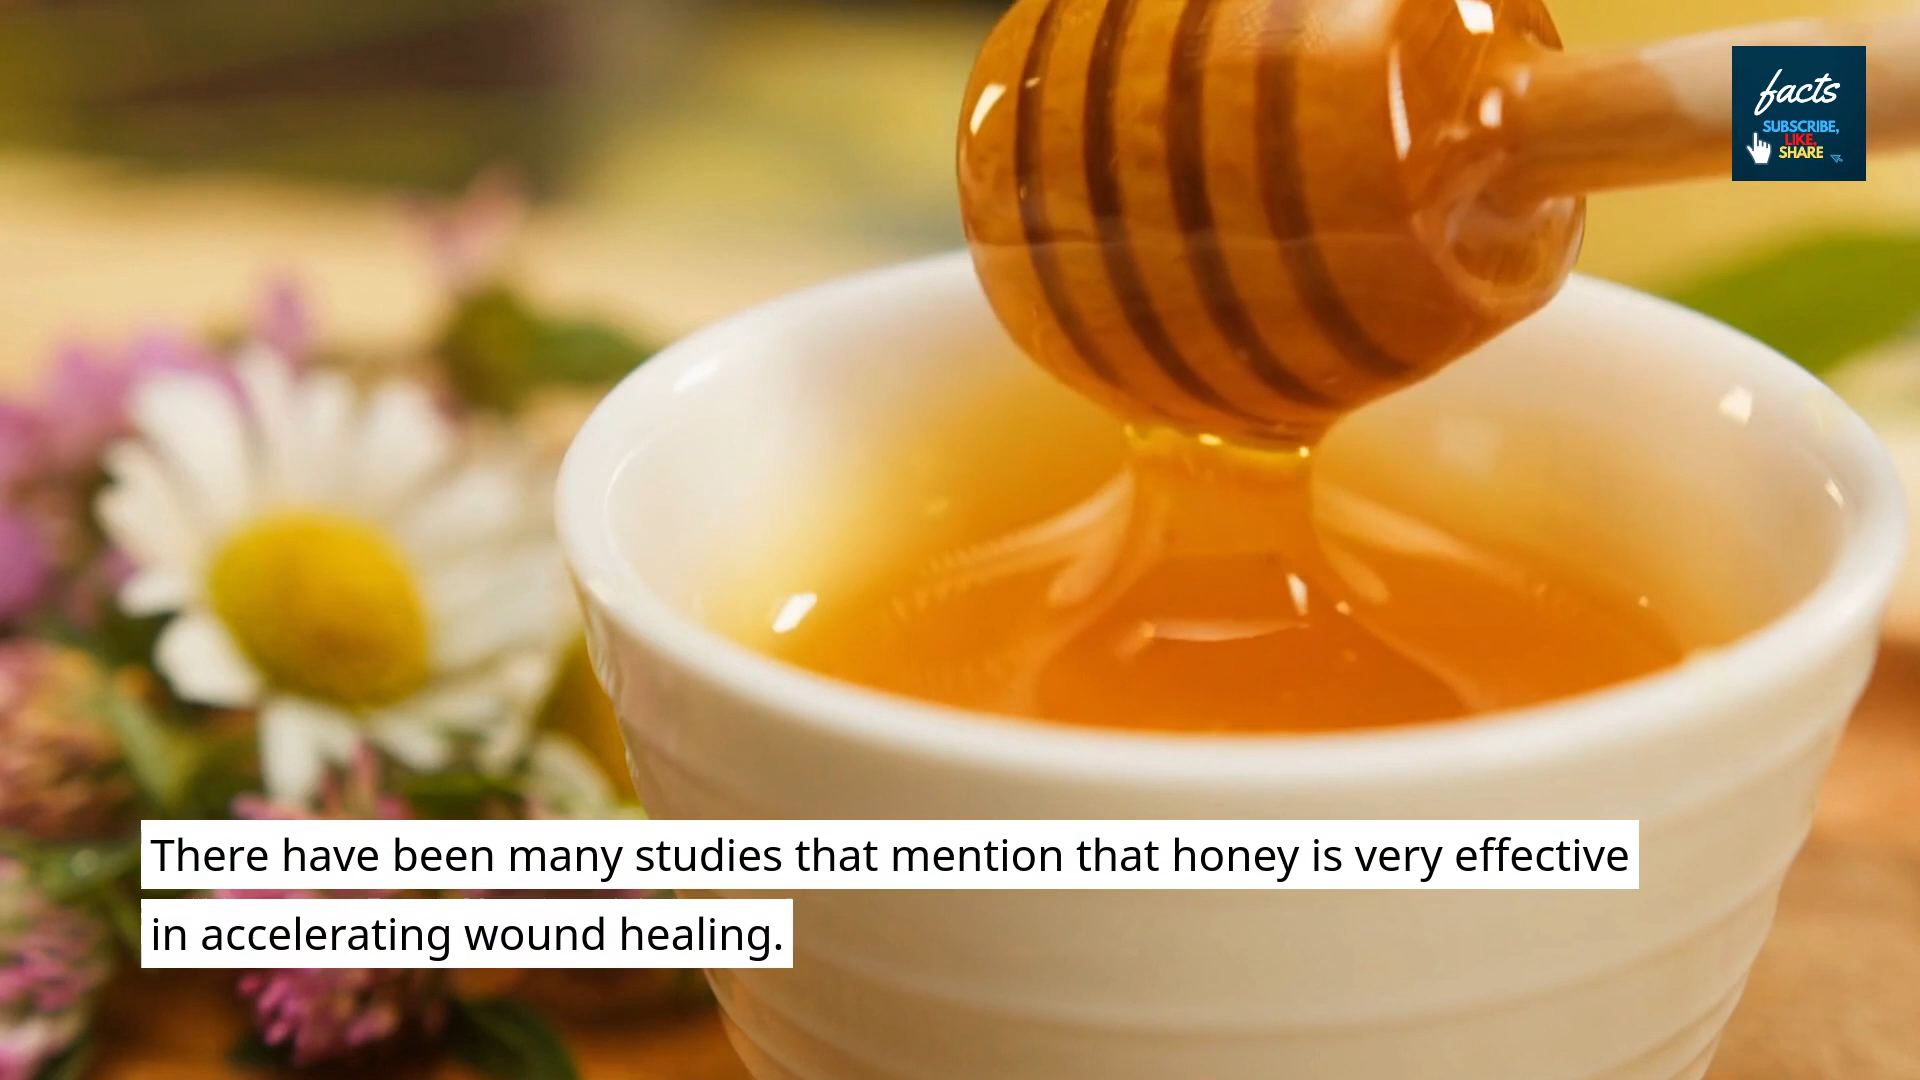 facts
SUBSCRIBE,
LIKE,
SHARE
There have been many studies that mention that honey is very effective
in accelerating wound healing.